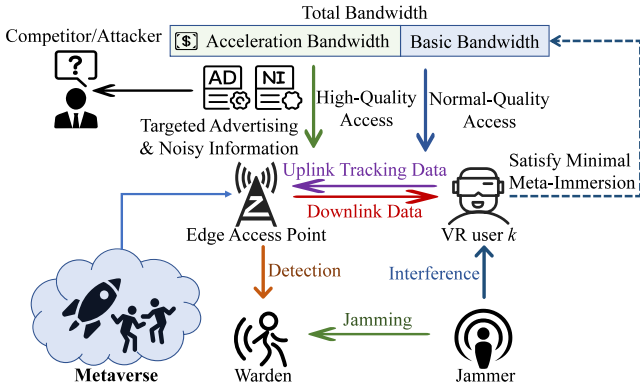 Total Bandwidth
Competitor/Attacker
$ Acceleration Bandwidth
Basic Bandwidth
?
AD
NI
High-Quality
Access
Normal-Quality
Access
Targeted Advertising
& Noisy Information
Uplink Tracking Data
Satisfy Minimal
Meta-Immersion
Downlink Data
Edge Access Point
VR user k
Detection
Interference
Jamming
Metaverse
Warden
Jammer